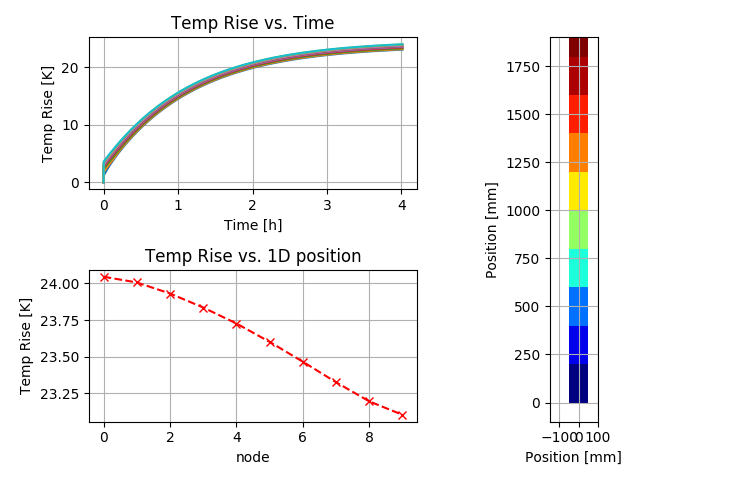 Temp Rise vs. Time
Temp Rise [K]
20
10
0
0 1 2 3 4
Time [h]
Temp Rise vs. 1D position
Temp Rise [K]
24.00
23.75
23.50
23.25
0 2 4 6 8
node
Position [mm]
1750
1500
1250
1000
750
500
250
0
−100 0 100
Position [mm]